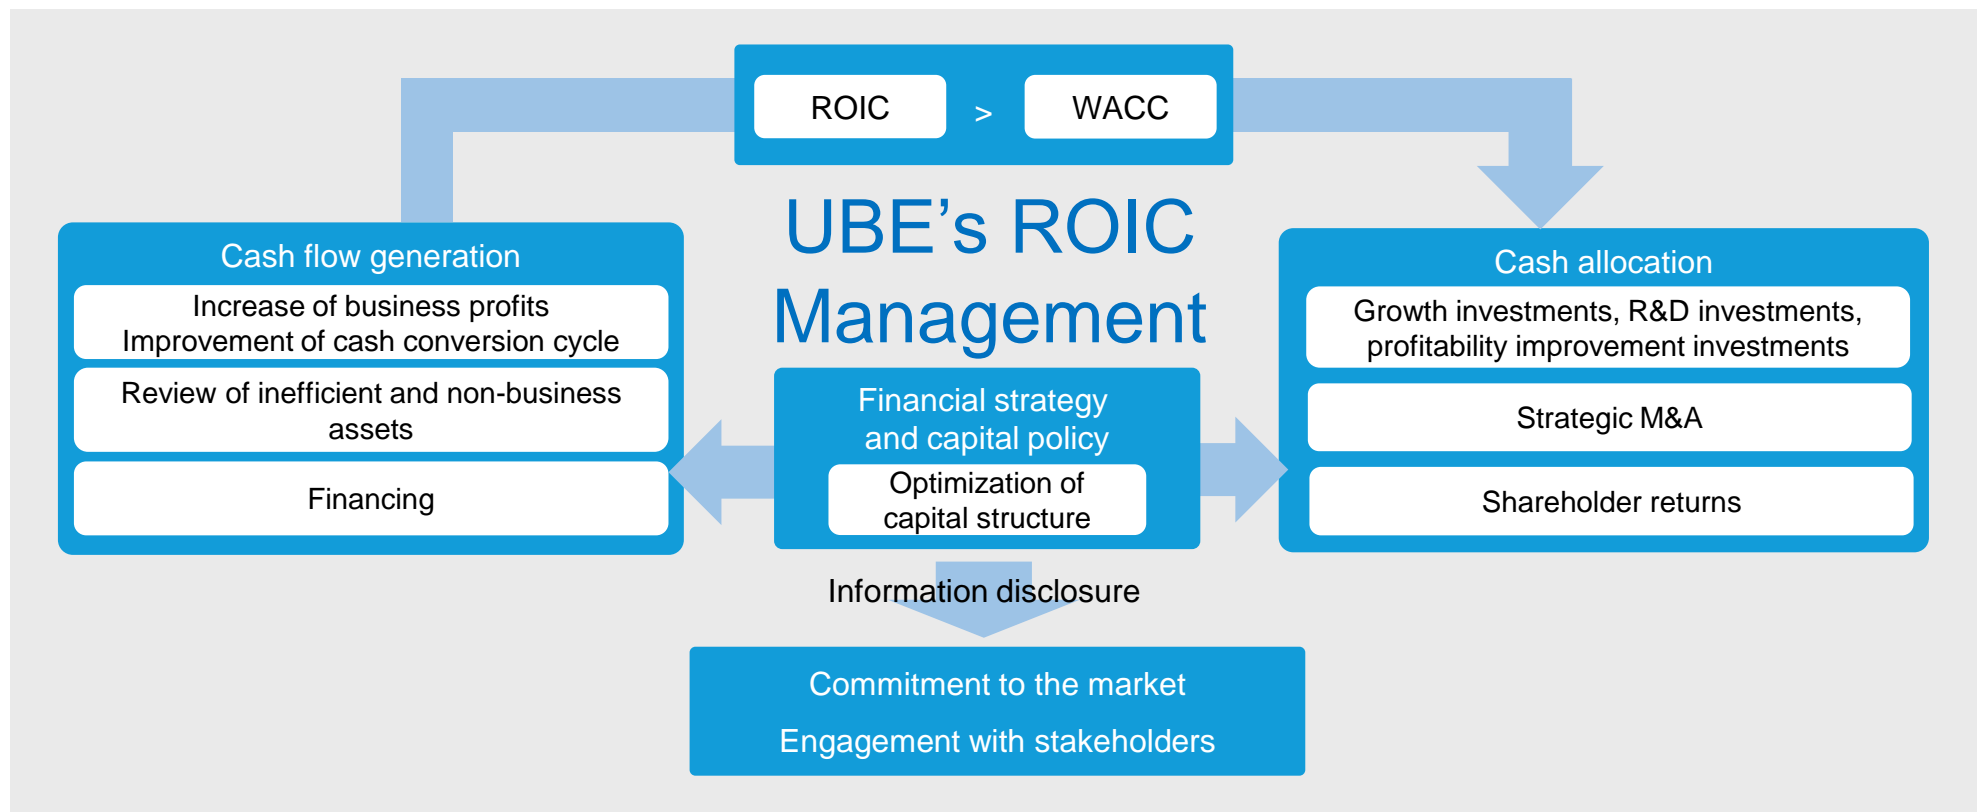 ROIC > WACC
UBE’s ROIC
Management
Cash flow generation
Increase of business profits
Improvement of cash conversion cycle
Review of inefficient and non-business
assets
Financing
Financial strategy
and capital policy
Optimization of
capital structure
Cash allocation
Growth investments, R&D investments,
profitability improvement investments
Strategic M&A
Shareholder returns
Information disclosure
Commitment to the market
Engagement with stakeholders